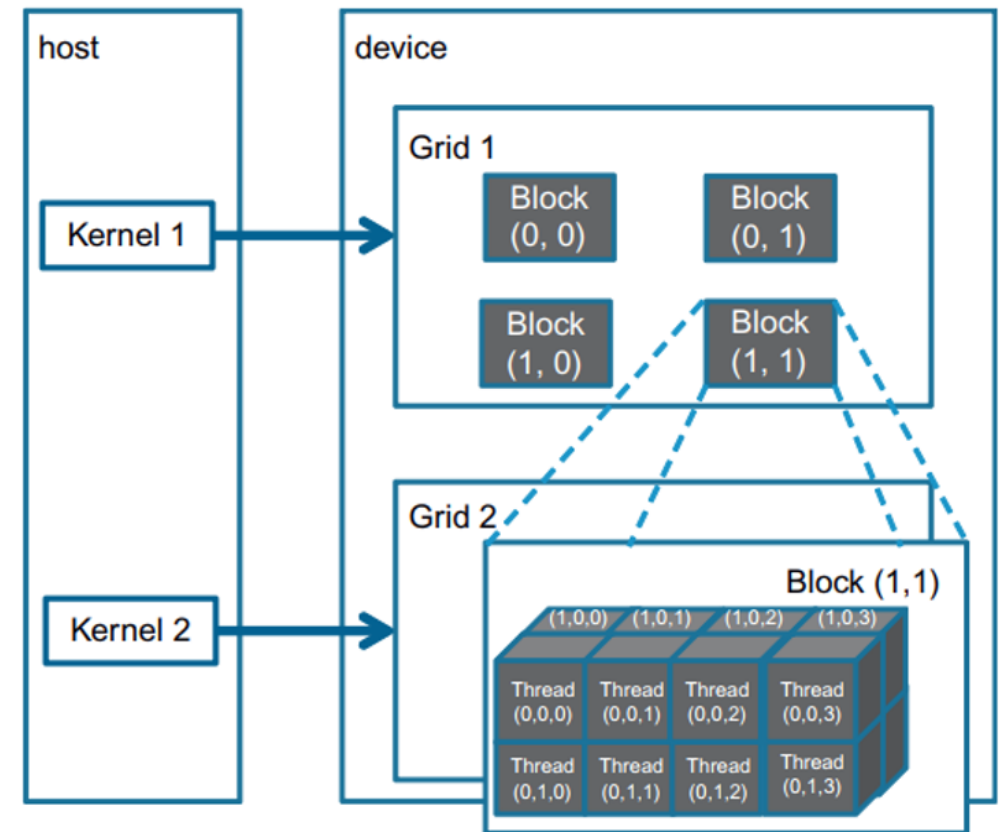 host
device
Grid 1
Kernel 1
Block
(0, 0)
Block
(0, 1)
Block
(1, 0)
Block
(1, 1)
Grid 2
Kernel 2
Block (1,1)
(1,0,0) (1,0,1) (1,0,2) (1,0,3)
Thread
(0,0,0)
Thread
(0,0,1)
Thread
(0,0,2)
Thread
(0,0,3)
Thread
(0,1,0)
Thread
(0,1,1)
Thread
(0,1,2)
Thread
(0,1,3)